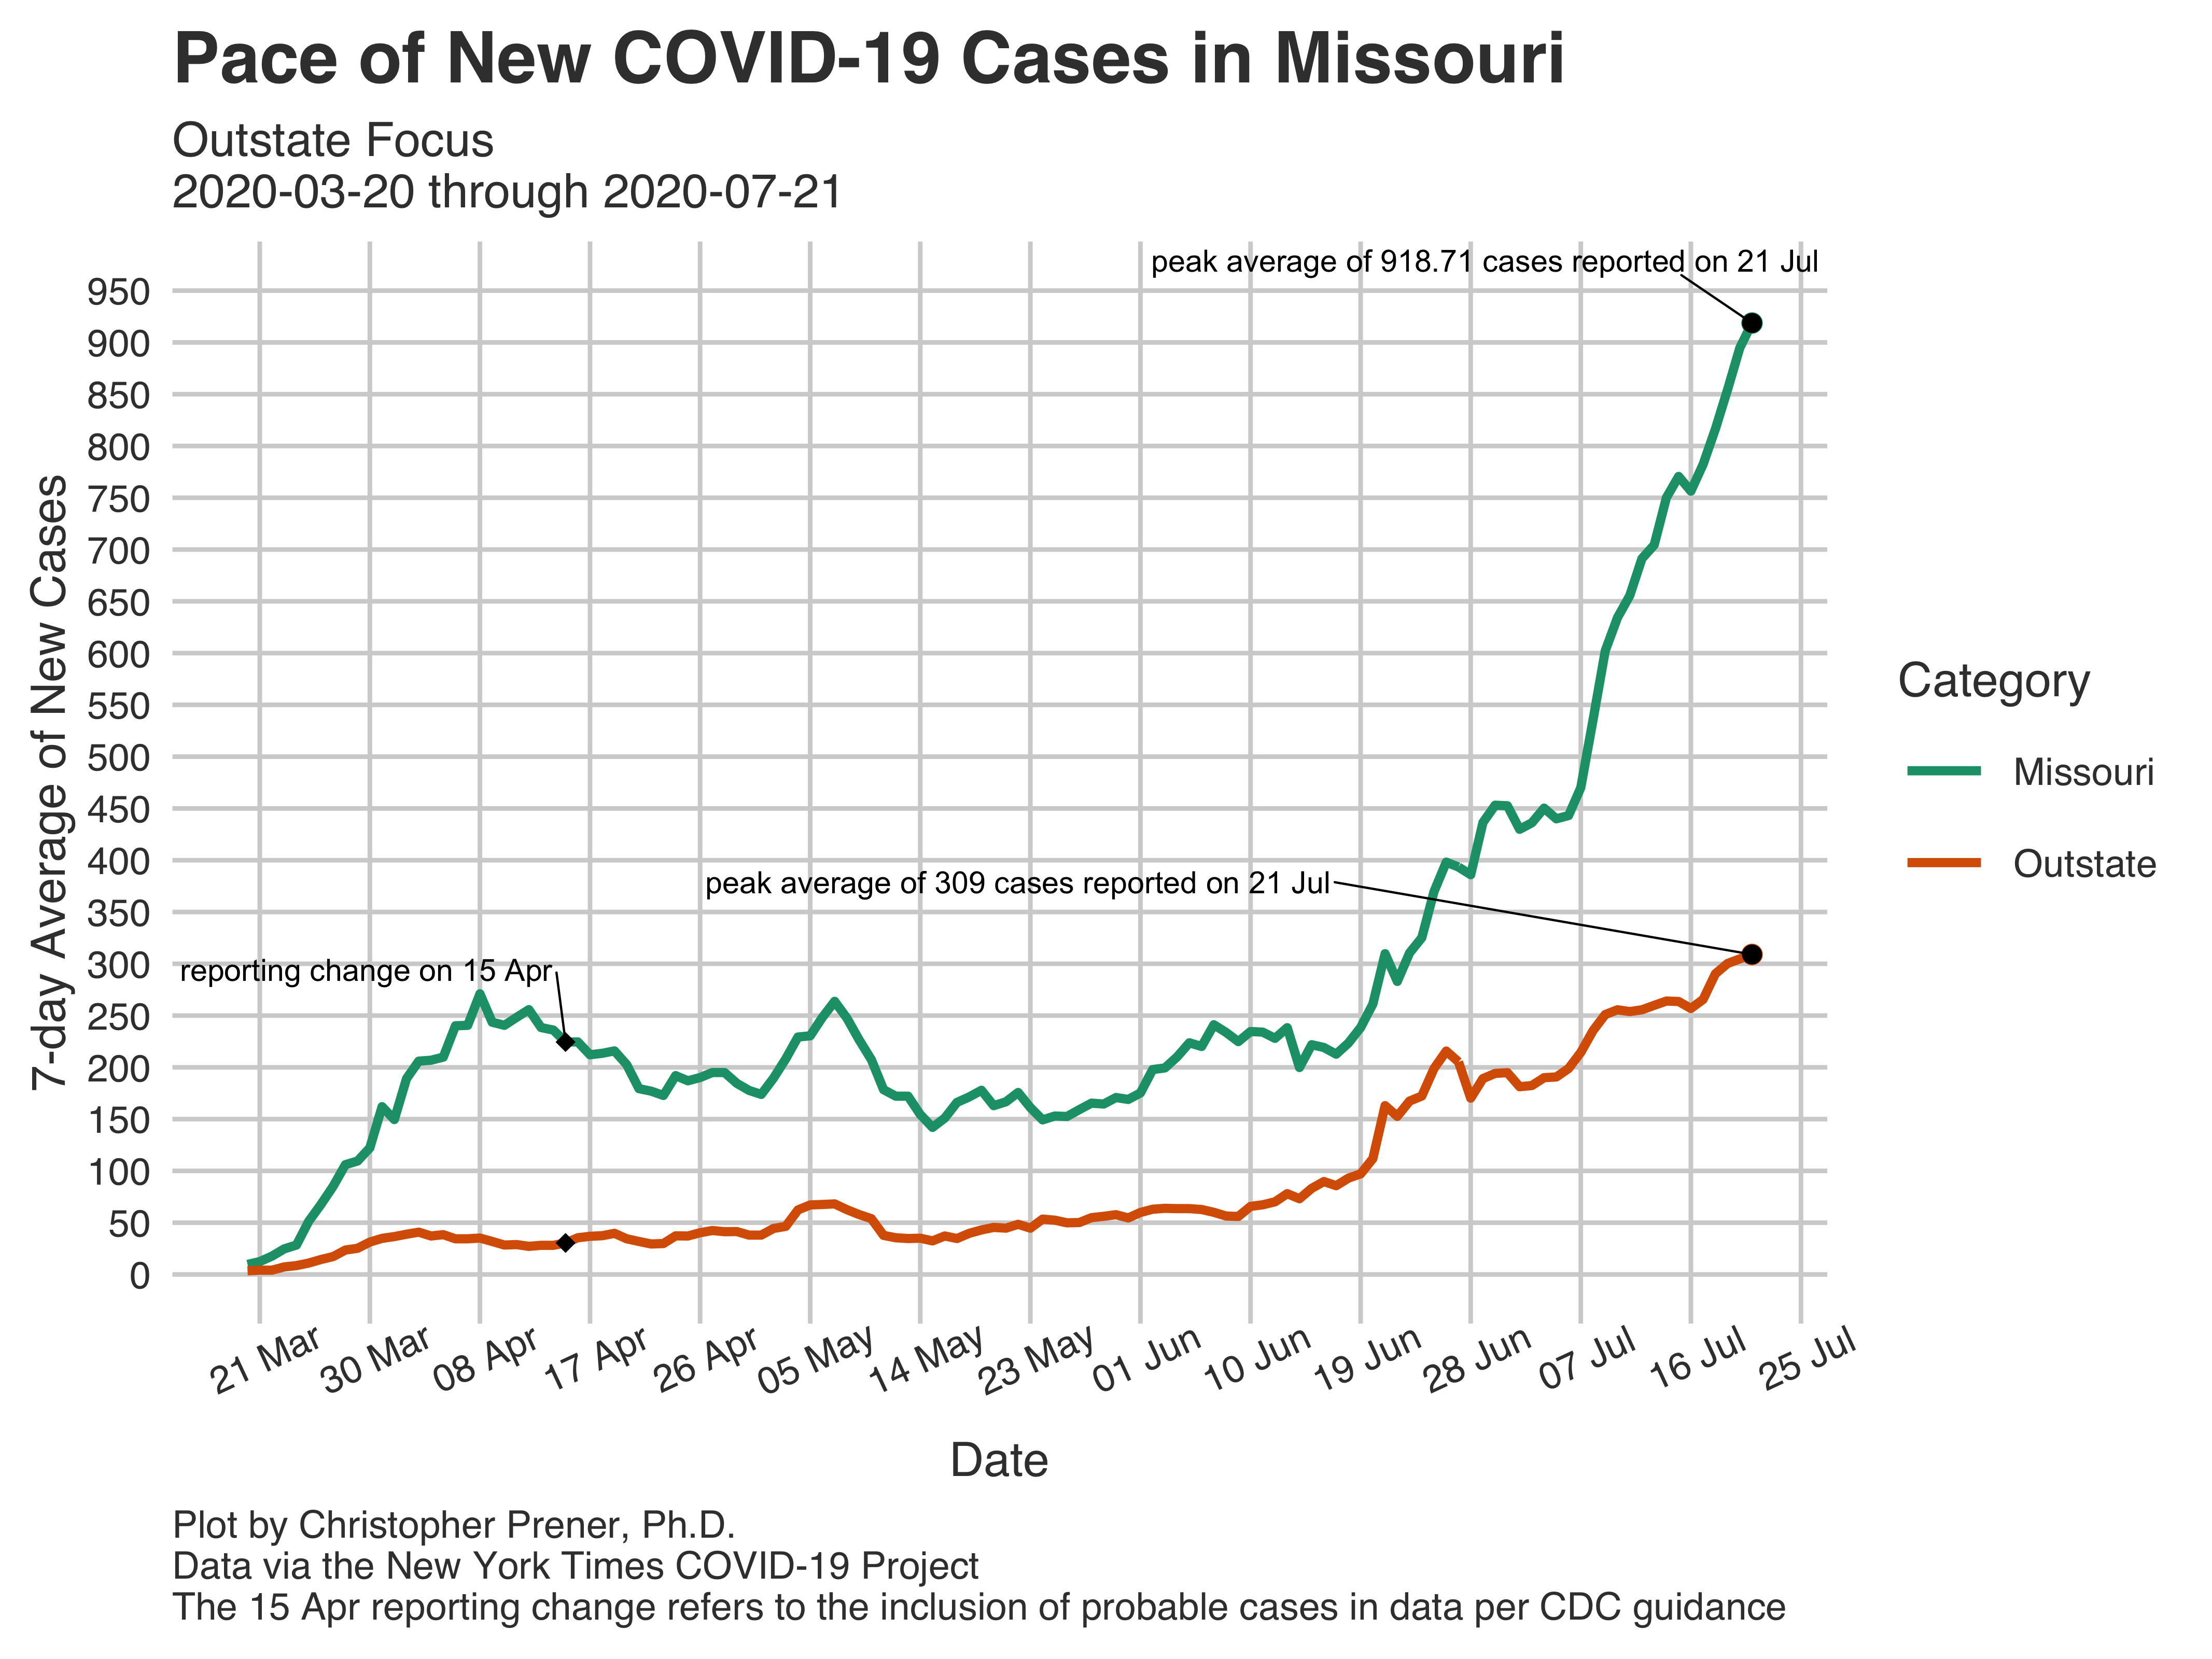 Pace of New COVID-19 Cases in Missouri
Outstate Focus
2020-03-20 through 2020-07-21
peak average of 918.71 cases reported on 21 Jul
peak average of 309 cases reported on 21 Jul
reporting change on 15 Apr
7-day Average of New Cases
950
900
850
800
750
700
650
600
550
500
450
400
350
300
250
200
150
100
50
0
21 Mar
30 Mar
08 Apr
17 Apr
26 Apr
05 May
14 May
23 May
01 Jun
10 Jun
19 Jun
28 Jun
07 Jul
16 Jul
25 Jul
Date
Category
Missouri
Outstate
Plot by Christopher Prener, Ph.D.
Data via the New York Times COVID-19 Project
The 15 Apr reporting change refers to the inclusion of probable cases in data per CDC guidance